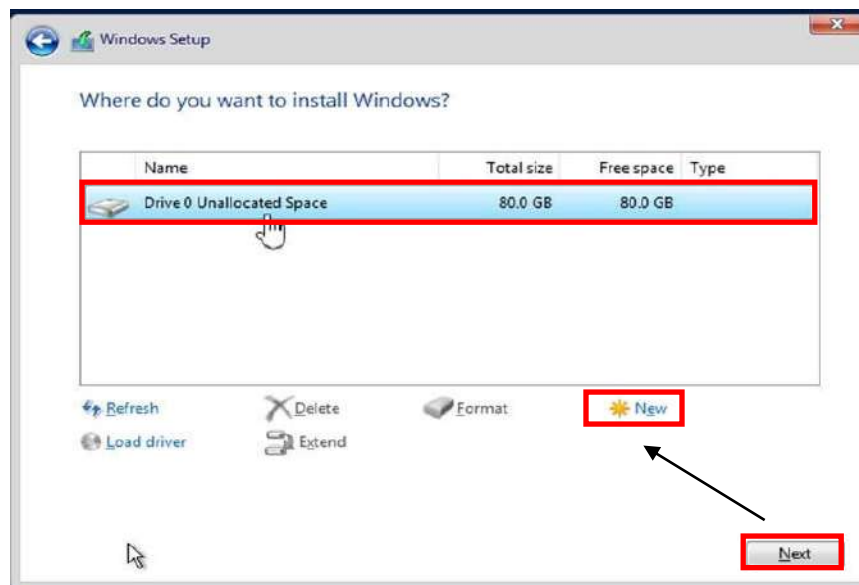 Windows Setup
Where do you want to install Windows?
Name Total size Free space Type
Drive 0 Unallocated Space 80.0 GB 80.0 GB
Refresh Delete Format New
Load driver Extend
Next